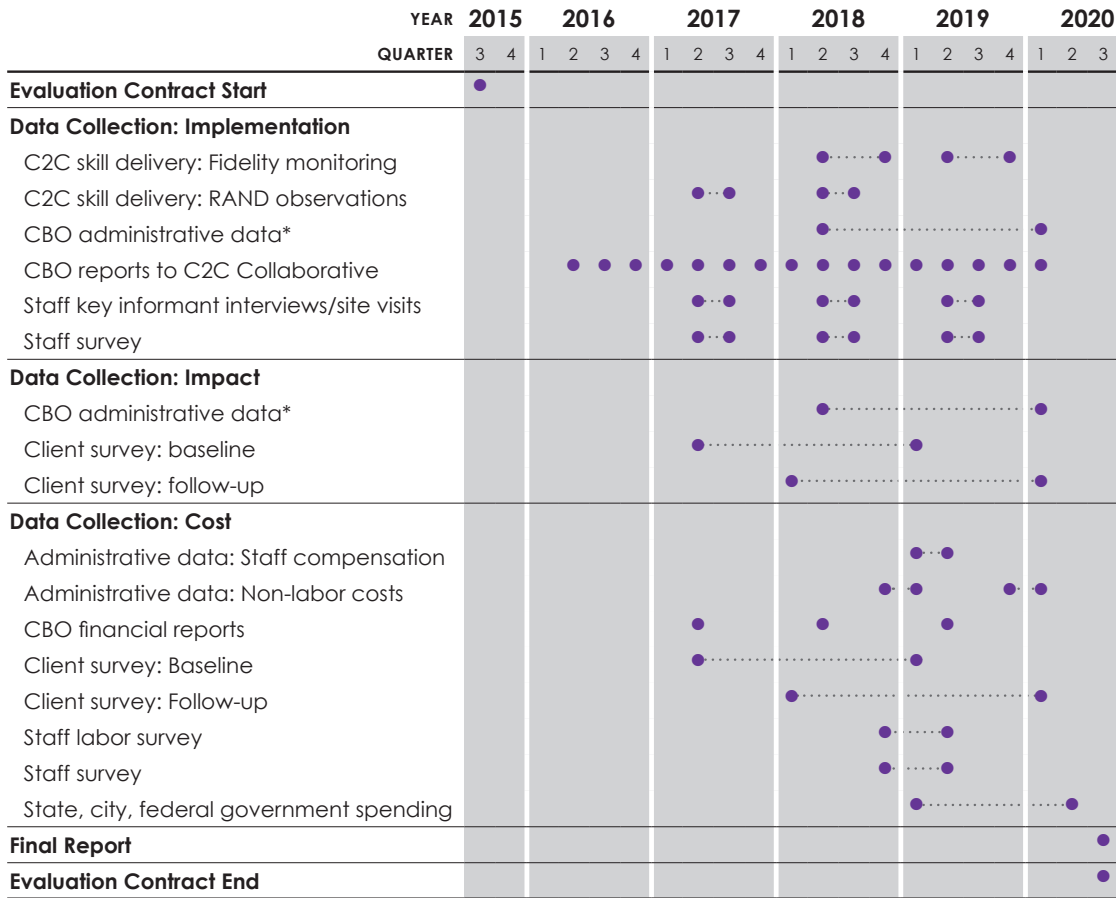 YEAR 2015 2016 2017 2018 2019 2020
QUARTER 3 4 1 2 3 4 1 2 3 4 1 2 3 4 1 2 3 4 1 2 3
Evaluation Contract Start
Data Collection: Implementation
C2C skill delivery: Fidelity monitoring
C2C skill delivery: RAND observations
CBO administrative data*
CBO reports to C2C Collaborative
Staff key informant interviews/site visits
Staff survey
Data Collection: Impact
CBO administrative data*
Client survey: baseline
Client survey: follow-up
Data Collection: Cost
Administrative data: Staff compensation
Administrative data: Non-labor costs
CBO financial reports
Client survey: Baseline
Client survey: Follow-up
Staff labor survey
Staff survey
State, city, federal government spending
Final Report
Evaluation Contract End